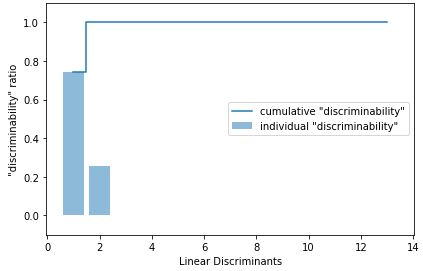 1.0
0.8
0.6
0.4
0.2
0.0
"discriminability" ratio
cumulative "discriminability"
individual "discriminability"
0 2 4 6 8 10 12 14
Linear Discriminants